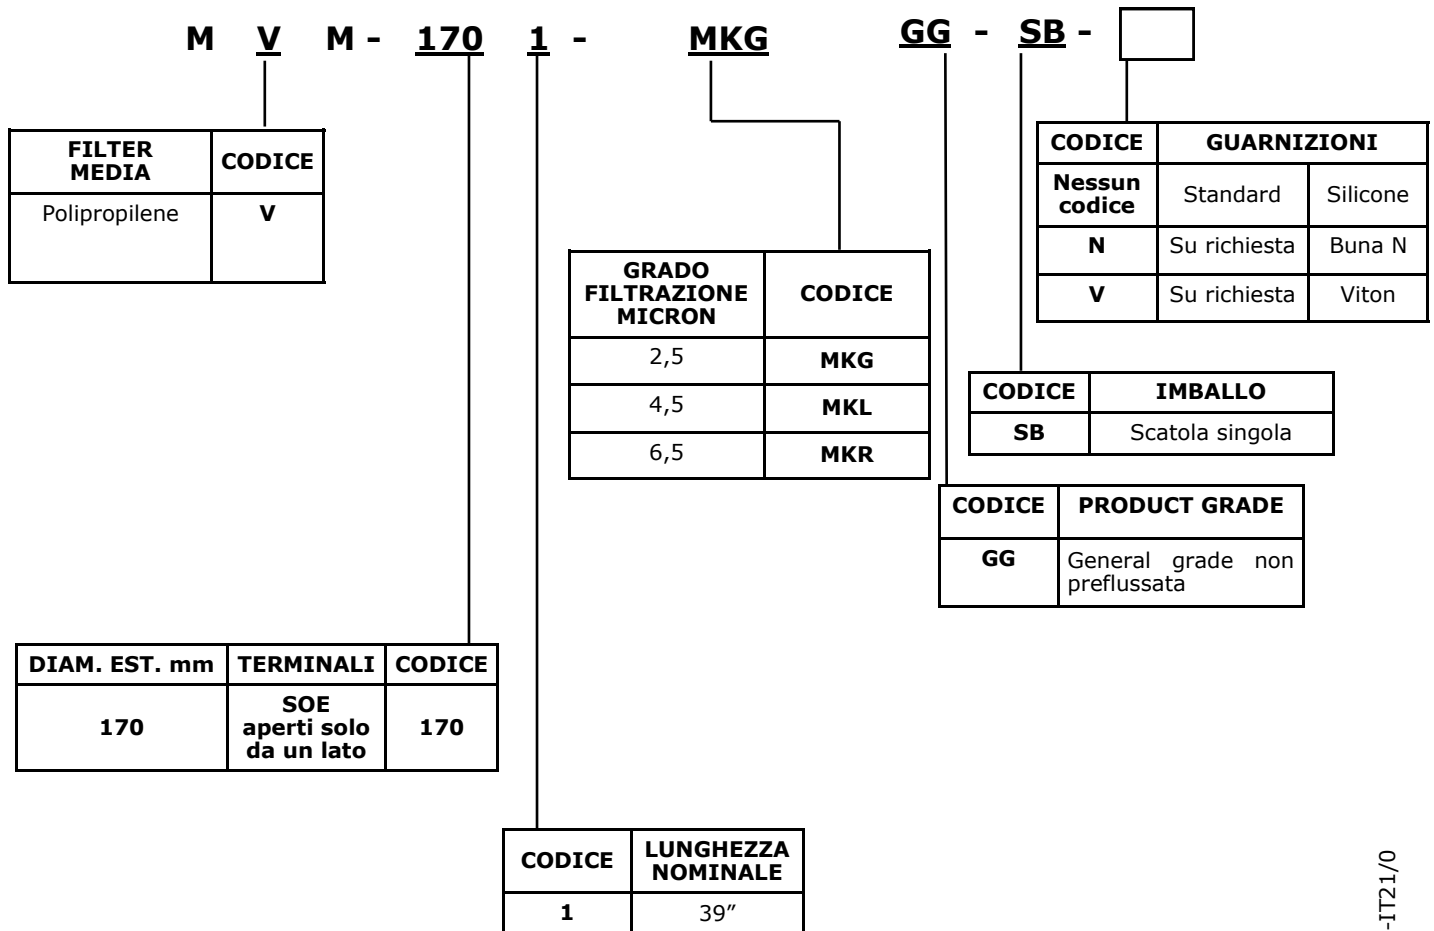 M V M - 170 1 - MKG GG - SB -
FILTER MEDIA CODICE
Polipropilene V
CODICE GUARNIZIONI
Nessun codice Standard Silicone
N Su richiesta Buna N
V Su richiesta Viton
GRADO FILTRAZIONE MICRON CODICE
2,5 MKG
4,5 MKL
6,5 MKR
CODICE IMBALLO
SB Scatola singola
CODICE PRODUCT GRADE
GG General grade non preflussata
DIAM. EST. mm TERMINALI CODICE
170 SOE aperti solo da un lato 170
CODICE LUNGHEZZA NOMINALE
1 39”
-IT21/0